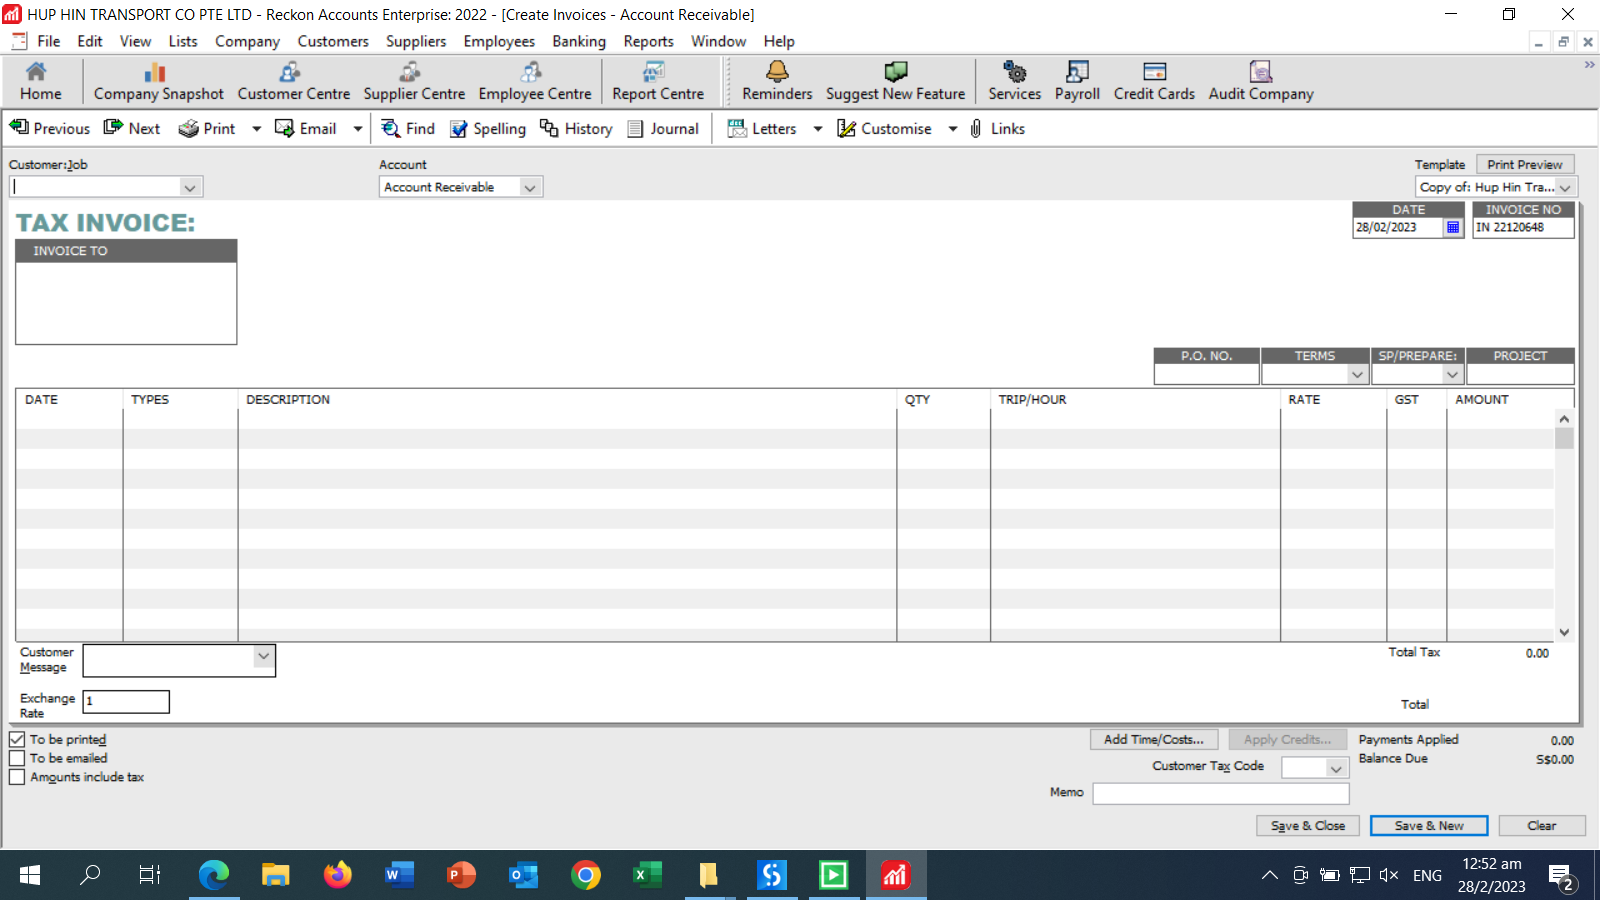 HUP HIN TRANSPORT CO PTE LTD - Reckon Accounts Enterprise: 2022 - [Create Invoices - Account Receivable]
File Edit View Lists Company Customers Suppliers Employees Banking Reports Window Help
Home Company Snapshot Customer Centre Supplier Centre Employee Centre Report Centre Reminders Suggest New Feature Services Payroll Credit Cards Audit Company
Previous Next Print Email Find Spelling History Journal Letters Customise Links
Customer:Job Account Template Print Preview
Account Receivable Copy of: Hup Hin Tra...
TAX INVOICE:
DATE INVOICE NO
28/02/2023 IN 22120648
INVOICE TO
P.O. NO. TERMS SP/PREPARE: PROJECT
DATE TYPES DESCRIPTION QTY TRIP/HOUR RATE GST AMOUNT
Customer Message
Total Tax 0.00
Exchange Rate 1
Total
To be printed
To be emailed
Amounts include tax
Add Time/Costs... Apply Credits... Payments Applied 0.00
Customer Tax Code Balance Due S$0.00
Memo
Save & Close Save & New Clear
ENG
12:52 am
28/2/2023
2